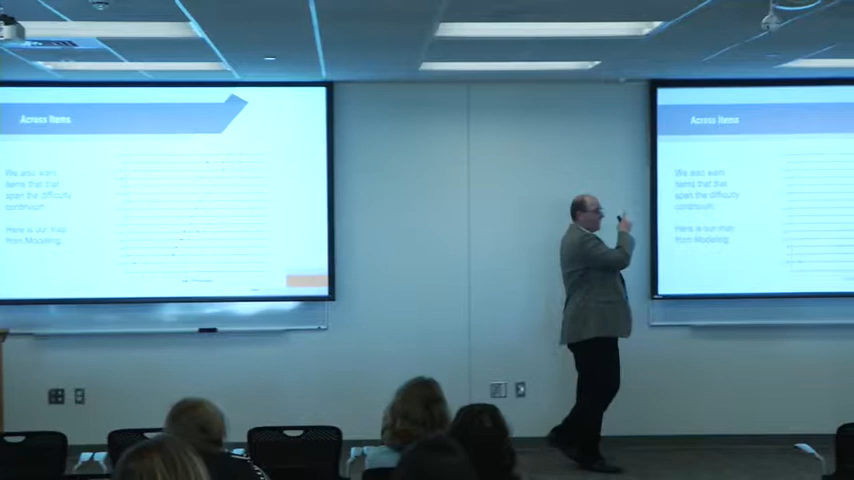 Across Items
We also want
items that that
span the difficulty
continuum.
Here is our map
from Modeling.
Across Items
We also want
items that that
span the difficulty
continuum.
Here is our map
from Modeling.